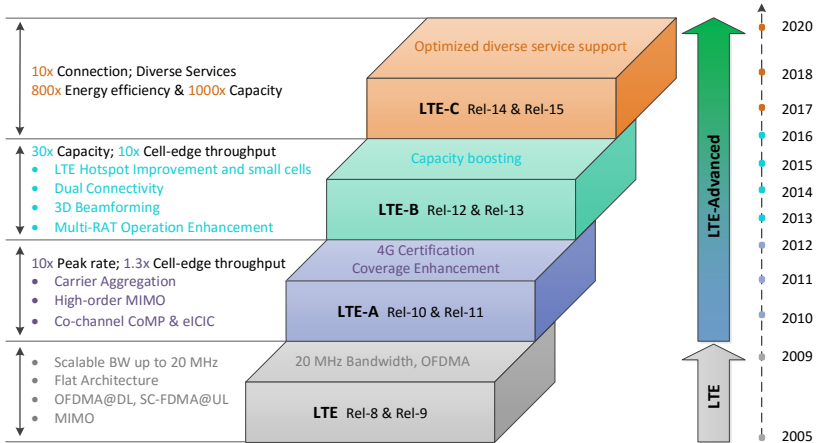 10x Connection; Diverse Services
800x Energy efficiency & 1000x Capacity
Optimized diverse service support
LTE-C Rel-14 & Rel-15
30x Capacity; 10x Cell-edge throughput
• LTE Hotspot Improvement and small cells
• Dual Connectivity
• 3D Beamforming
• Multi-RAT Operation Enhancement
Capacity boosting
LTE-B Rel-12 & Rel-13
10x Peak rate; 1.3x Cell-edge throughput
• Carrier Aggregation
• High-order MIMO
• Co-channel CoMP & eICIC
4G Certification
Coverage Enhancement
LTE-A Rel-10 & Rel-11
• Scalable BW up to 20 MHz
• Flat Architecture
• OFDMA@DL, SC-FDMA@UL
• MIMO
20 MHz Bandwidth, OFDMA
LTE Rel-8 & Rel-9
LTE-Advanced
LTE
2020
2018
2017
2016
2015
2014
2013
2012
2011
2010
2009
2005